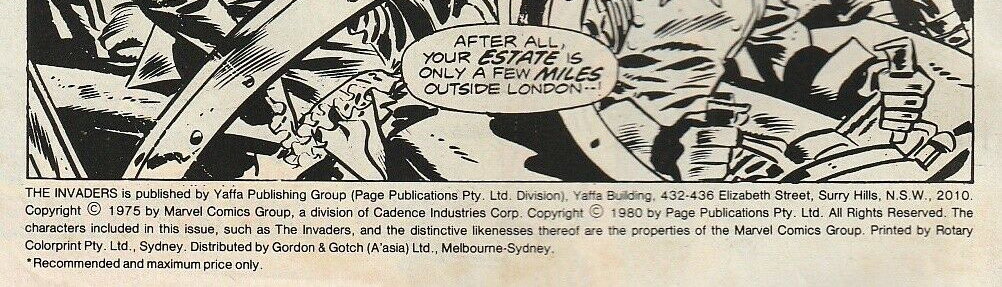 AFTER ALL,
YOUR ESTATE IS
ONLY A FEW MILES
OUTSIDE LONDON--!
THE INVADERS is published by Yaffa Publishing Group (Page Publications Pty. Ltd. Division), Yaffa Building, 432-436 Elizabeth Street, Surry Hills, N.S.W., 2010.
Copyright © 1975 by Marvel Comics Group, a division of Cadence Industries Corp. Copyright © 1980 by Page Publications Pty. Ltd. All Rights Reserved. The
characters included in this issue, such as The Invaders, and the distinctive likenesses thereof are the properties of the Marvel Comics Group. Printed by Rotary
Colorprint Pty. Ltd., Sydney. Distributed by Gordon & Gotch (A'asia) Ltd., Melbourne-Sydney.
*Recommended and maximum price only.